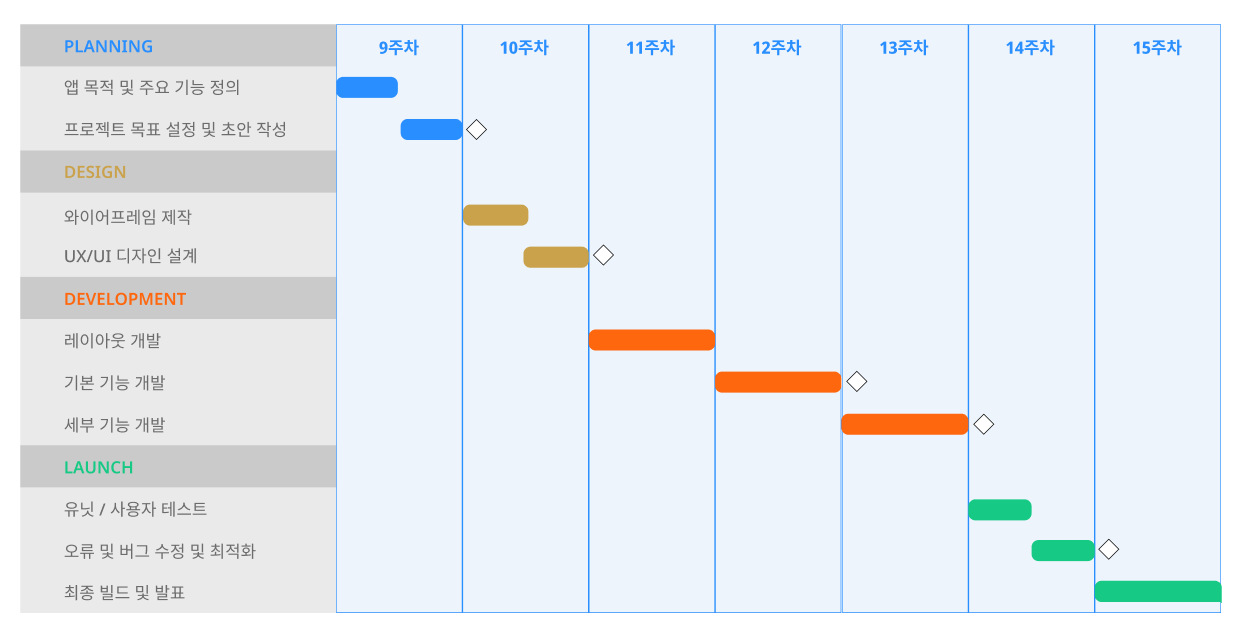 PLANNING 9주차 10주차 11주차 12주차 13주차 14주차 15주차
앱 목적 및 주요 기능 정의
프로젝트 목표 설정 및 초안 작성
DESIGN
와이어프레임 제작
UX/UI 디자인 설계
DEVELOPMENT
레이아웃 개발
기본 기능 개발
세부 기능 개발
LAUNCH
유닛 / 사용자 테스트
오류 및 버그 수정 및 최적화
최종 빌드 및 발표